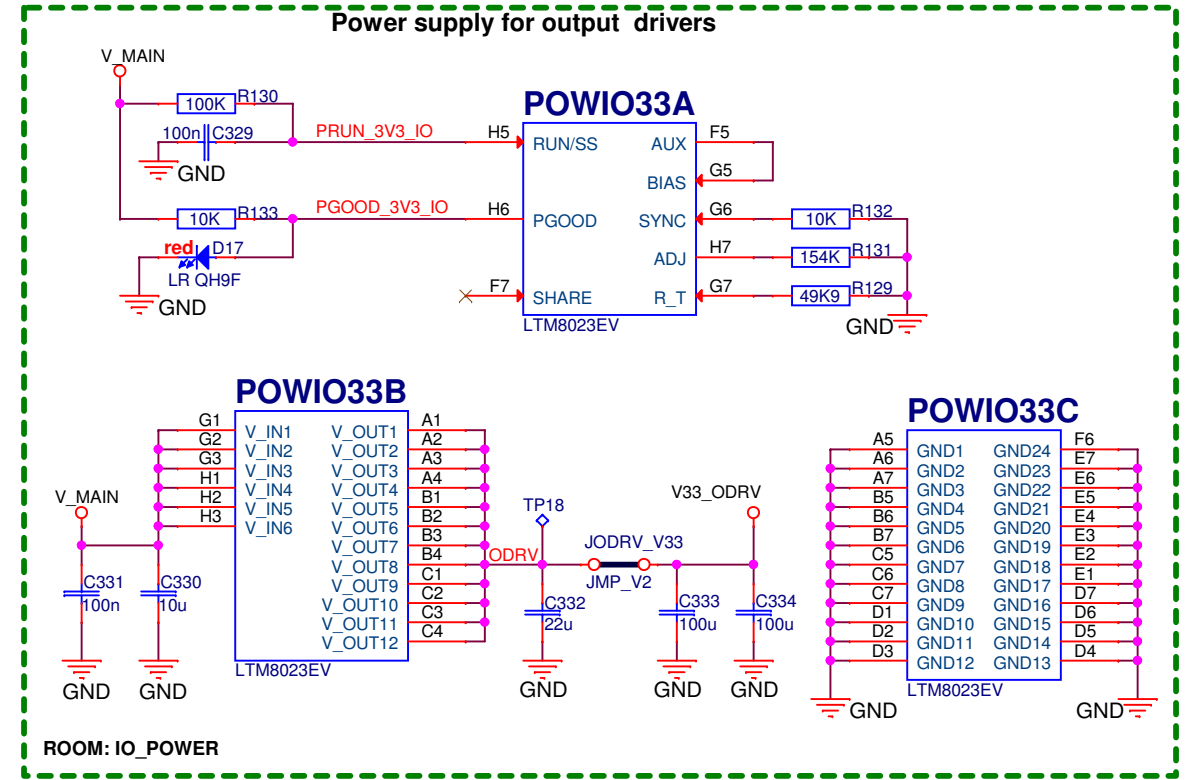 Power supply for output drivers
V_MAIN
100K R130
100n C329
GND
PRUN_3V3_IO
10K R133
PGOOD_3V3_IO
red D17
LR QH9F
GND
POWIO33A
H5 RUN/SS AUX F5
BIAS G5
H6 PGOOD SYNC G6 10K R132
ADJ H7 154K R131
F7 SHARE R_T G7 49K9 R129
LTM8023EV
GND
POWIO33B
G1 V_IN1 V_OUT1 A1
G2 V_IN2 V_OUT2 A2
G3 V_IN3 V_OUT3 A3
H1 V_IN4 V_OUT4 A4
H2 V_IN5 V_OUT5 B1
H3 V_IN6 V_OUT6 B2
V_OUT7 B3
V_OUT8 B4
V_OUT9 C1
V_OUT10 C2
V_OUT11 C3
V_OUT12 C4
LTM8023EV
V_MAIN
C331
100n
GND
C330
10u
GND
ODRV
TP18
JODRV_V33
JMP_V2
V33_ODRV
C332
22u
GND
C333
100u
GND
C334
100u
GND
POWIO33C
A5 GND1 GND24 F6
A6 GND2 GND23 E7
A7 GND3 GND22 E6
B5 GND4 GND21 E5
B6 GND5 GND20 E4
B7 GND6 GND19 E3
C5 GND7 GND18 E2
C6 GND8 GND17 E1
C7 GND9 GND16 D7
D1 GND10 GND15 D6
D2 GND11 GND14 D5
D3 GND12 GND13 D4
LTM8023EV
GND
GND
ROOM: IO_POWER